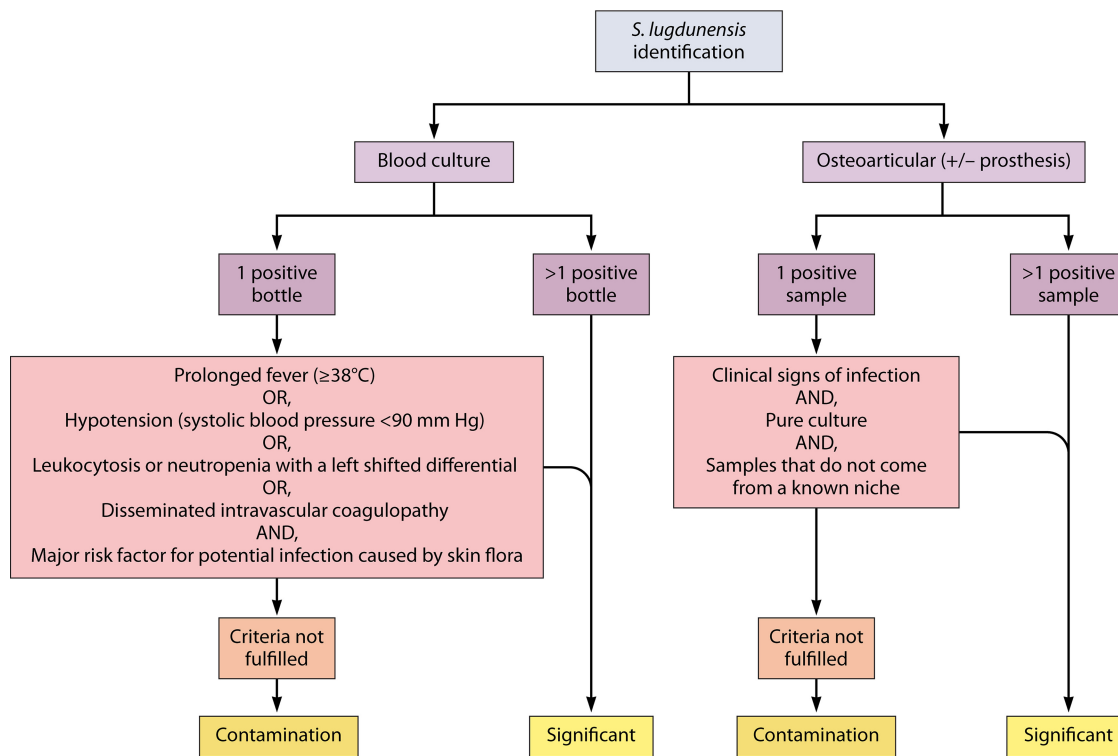 S. lugdunensis
identification
Blood culture
Osteoarticular (+/– prosthesis)
1 positive
bottle
>1 positive
bottle
1 positive
sample
>1 positive
sample
Prolonged fever (≥38°C)
OR,
Hypotension (systolic blood pressure <90 mm Hg)
OR,
Leukocytosis or neutropenia with a left shifted differential
OR,
Disseminated intravascular coagulopathy
AND,
Major risk factor for potential infection caused by skin flora
Clinical signs of infection
AND,
Pure culture
AND,
Samples that do not come
from a known niche
Criteria not
fulfilled
Criteria not
fulfilled
Contamination
Significant
Contamination
Significant